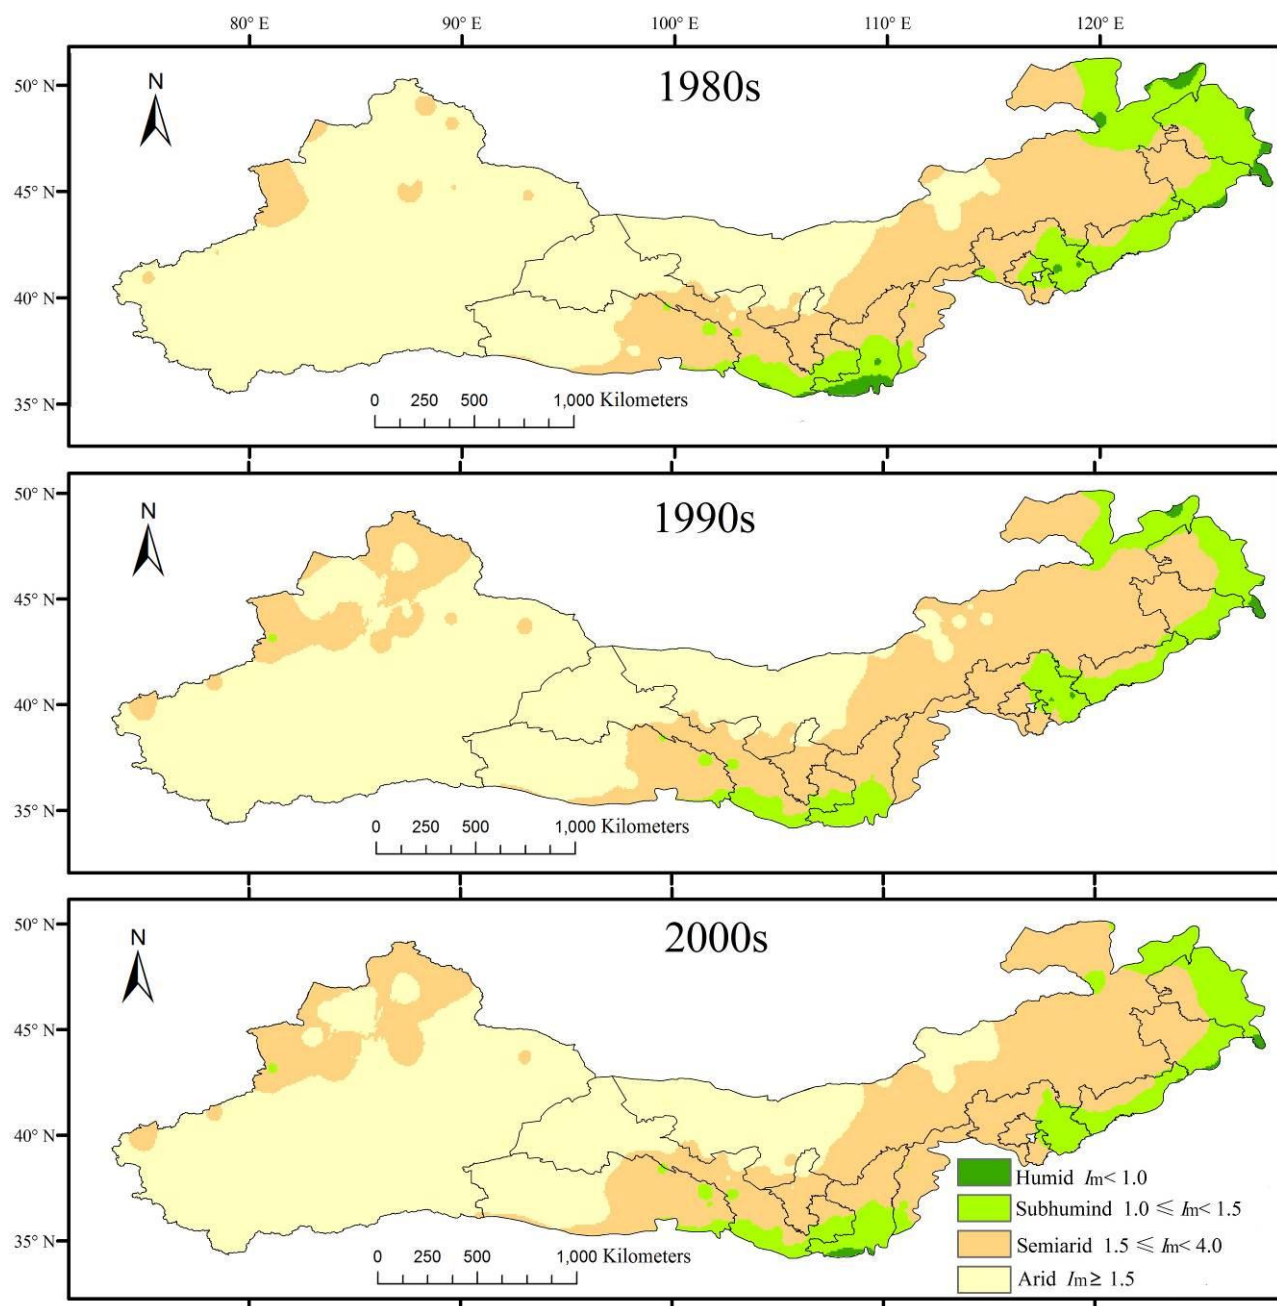 80° E 90° E 100° E 110° E 120° E
1980s
N
50° N
45° N
40° N
35° N
0 250 500 1,000 Kilometers
1990s
N
50° N
45° N
40° N
35° N
0 250 500 1,000 Kilometers
2000s
N
50° N
45° N
40° N
35° N
0 250 500 1,000 Kilometers
Humid Im< 1.0
Subhumind 1.0 ≤ Im< 1.5
Semiarid 1.5 ≤ Im< 4.0
Arid Im≥ 1.5